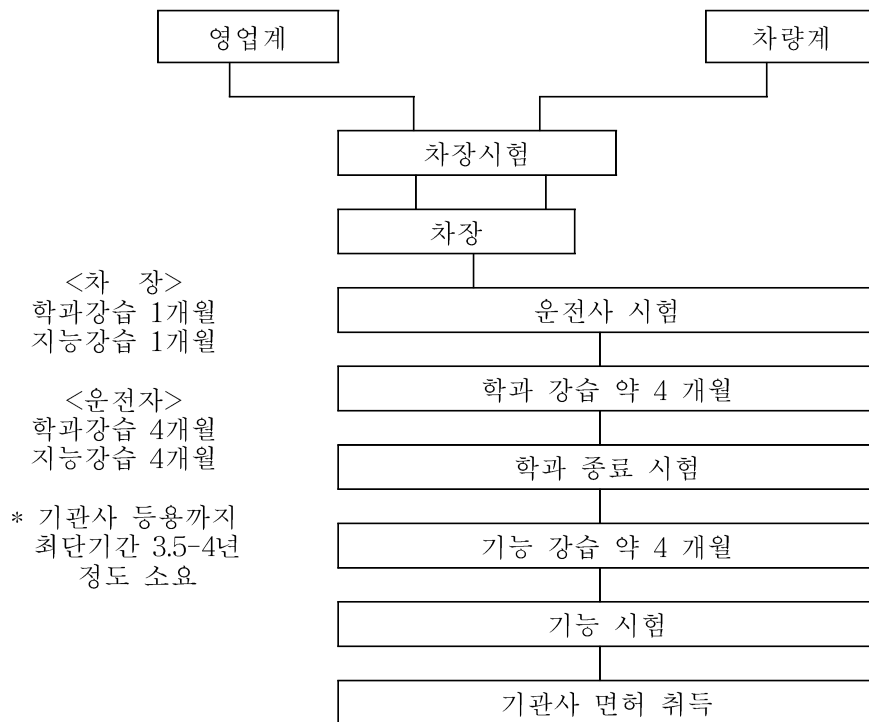 영업계
차량계
차장시험
차장
<차 장>
학과강습 1개월
지능강습 1개월
<운전자>
학과강습 4개월
지능강습 4개월
* 기관사 등용까지
최단기간 3.5-4년
정도 소요
운전사 시험
학과 강습 약 4 개월
학과 종료 시험
기능 강습 약 4 개월
기능 시험
기관사 면허 취득